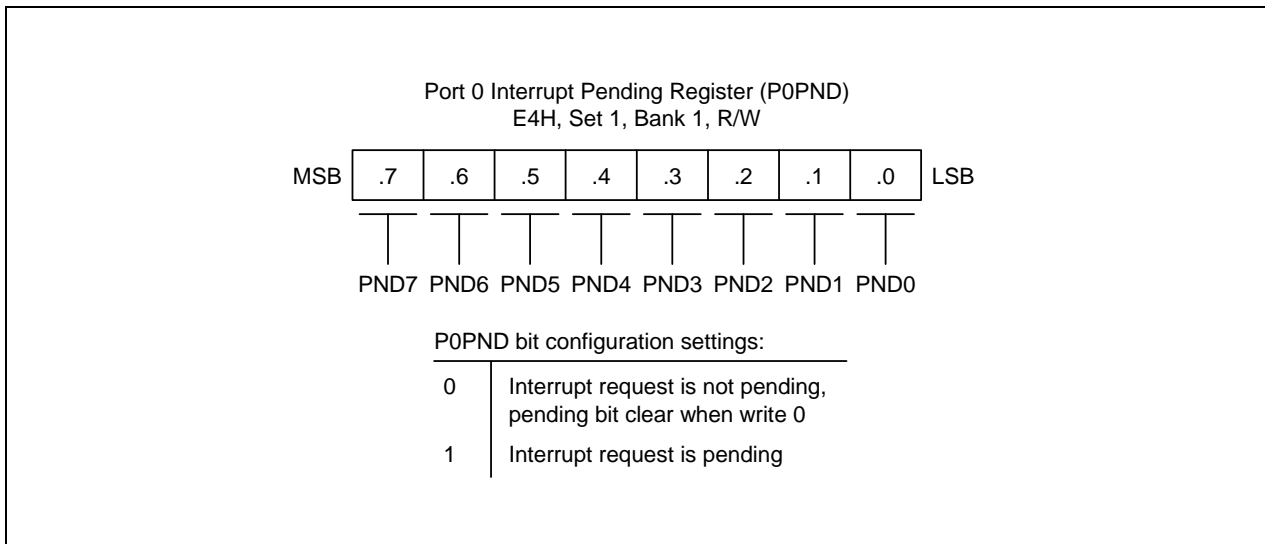 Port 0 Interrupt Pending Register (P0PND)
E4H, Set 1, Bank 1, R/W
MSB .7 .6 .5 .4 .3 .2 .1 .0 LSB
PND7 PND6 PND5 PND4 PND3 PND2 PND1 PND0
P0PND bit configuration settings:
0 Interrupt request is not pending,
pending bit clear when write 0
1 Interrupt request is pending